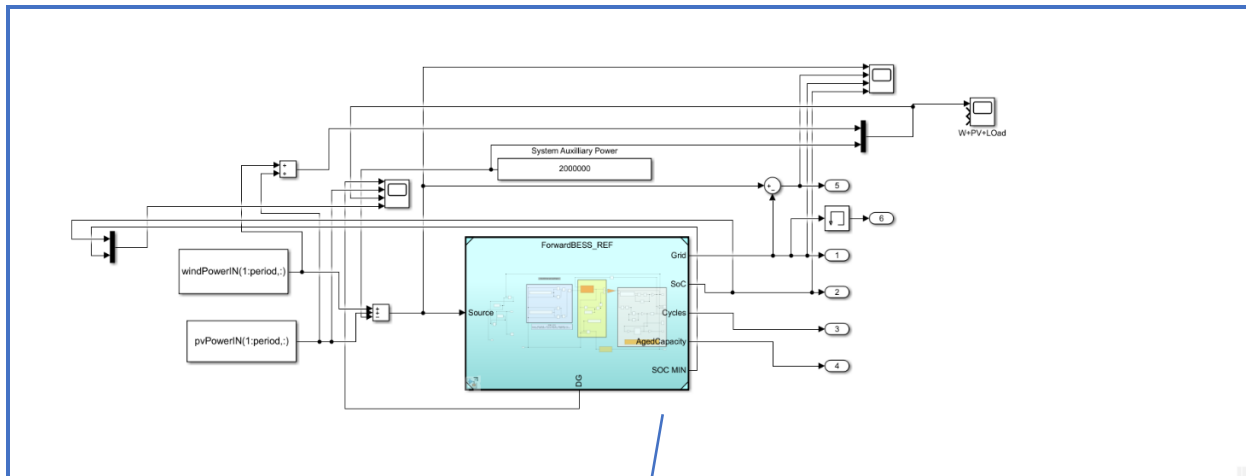 W+PV+LOad
System Auxilliary Power
2000000
5
6
ForwardBESS_REF
Grid
1
windPowerIN(1:period,:)
SoC
2
Source
Cycles
3
pvPowerIN(1:period,:)
AgedCapacity
4
SOC MIN
DG